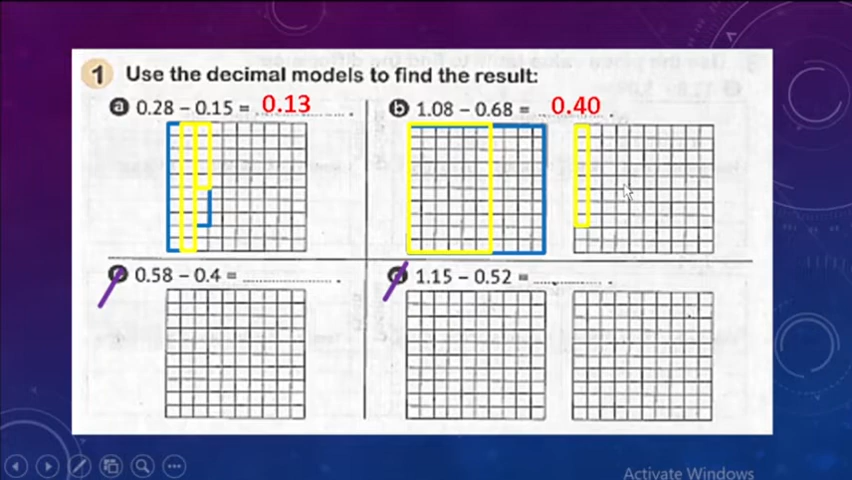 1 Use the decimal models to find the result:
a 0.28 – 0.15 = 0.13 .
b 1.08 – 0.68 = 0.40 .
0.58 – 0.4 = .
1.15 – 0.52 = .
Activate Windows